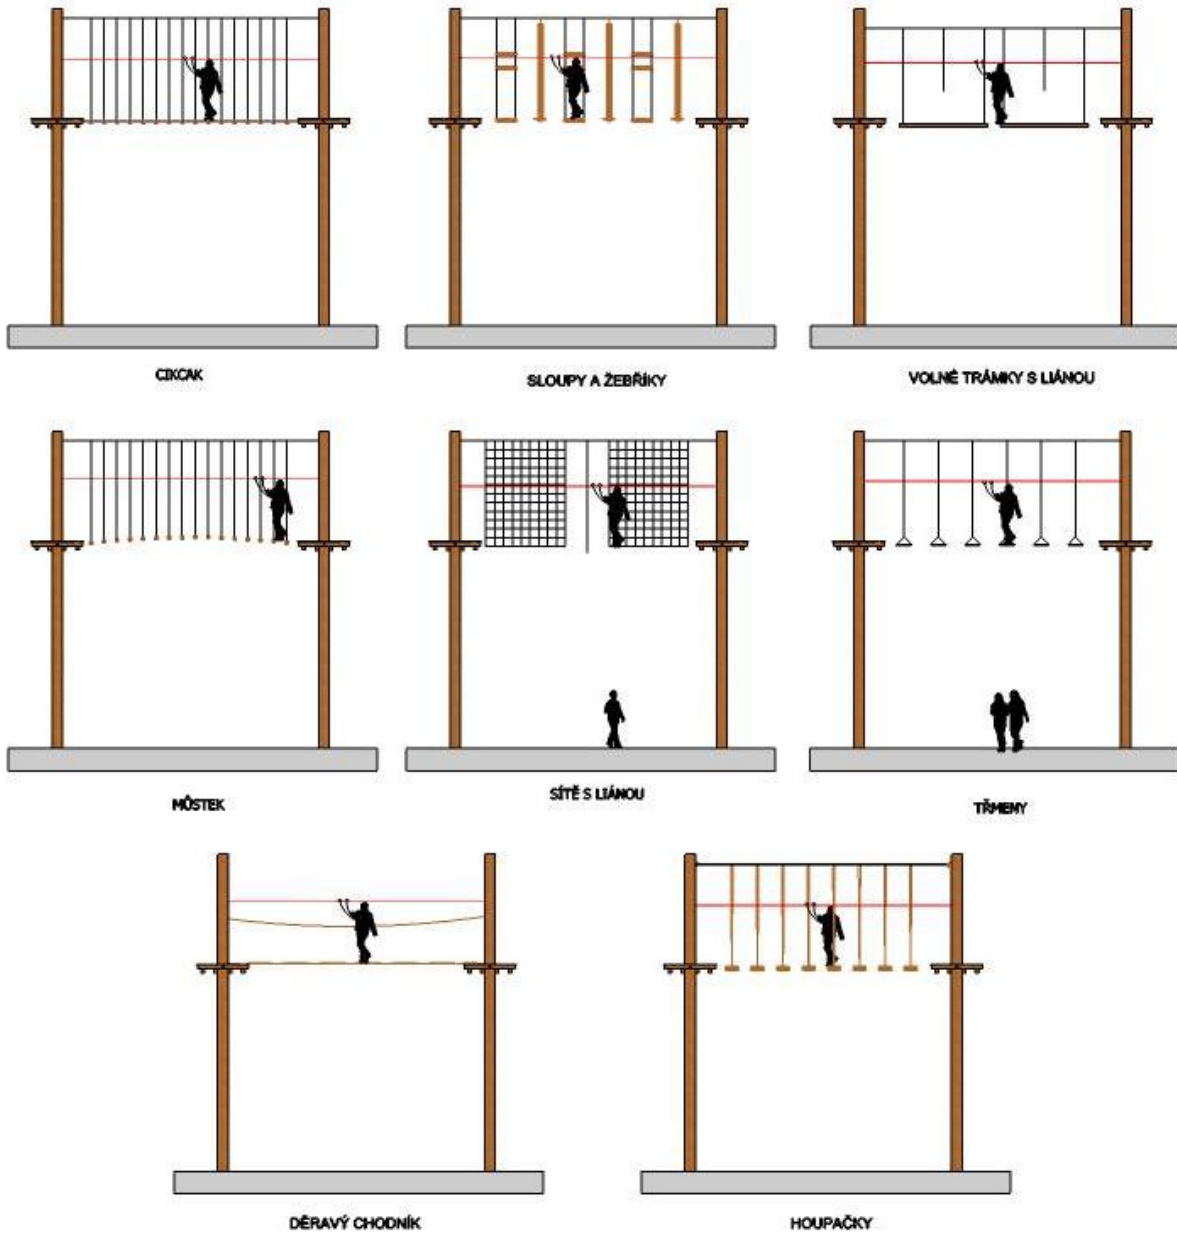 CIKCAK
SLOUPY A ŽEBŘÍKY
VOLNÉ TRÁMKY S LIÁNOU
MŮSTEK
SÍTĚ S LIÁNOU
TŘMENY
DĚRAVÝ CHODNÍK
HOUPAČKY